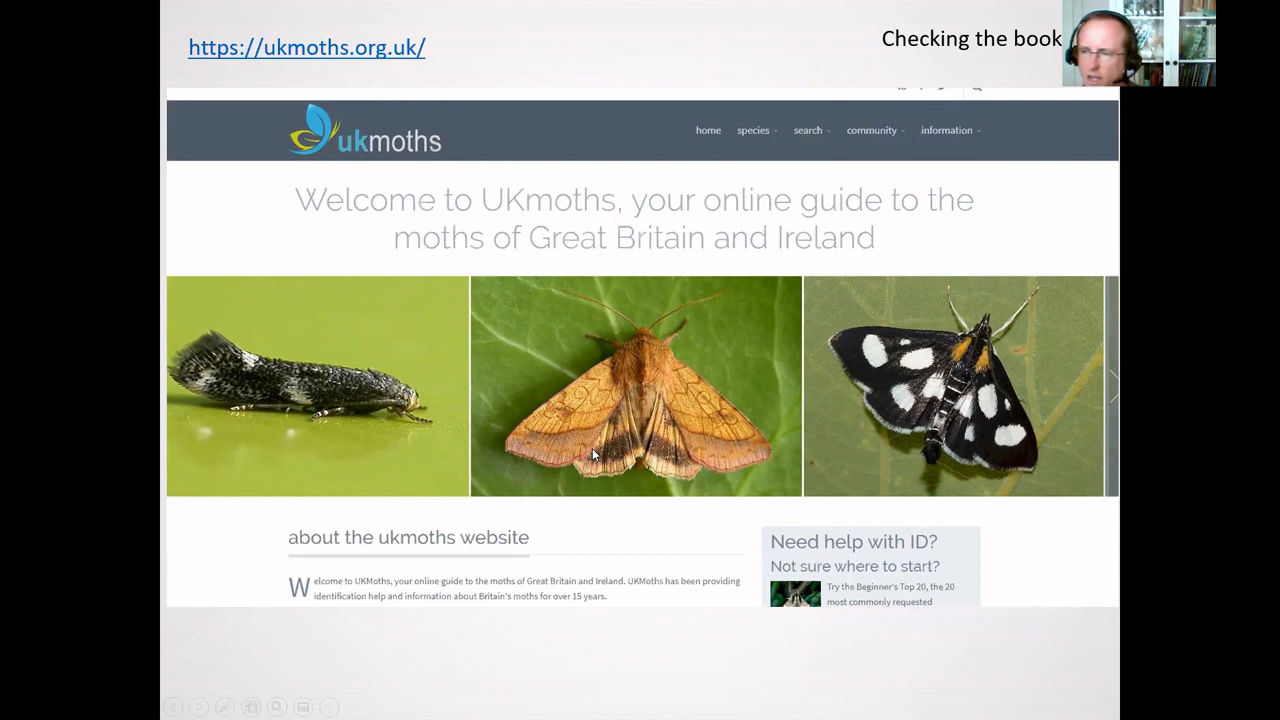 https://ukmoths.org.uk/
Checking the book
ukmoths
home species search community information
Welcome to UKmoths, your online guide to the
moths of Great Britain and Ireland
about the ukmoths website
Welcome to UKMoths, your online guide to the moths of Great Britain and Ireland. UKMoths has been providing
identification help and information about Britain's moths for over 15 years.
Need help with ID?
Not sure where to start?
Try the Beginner's Top 20, the 20
most commonly requested